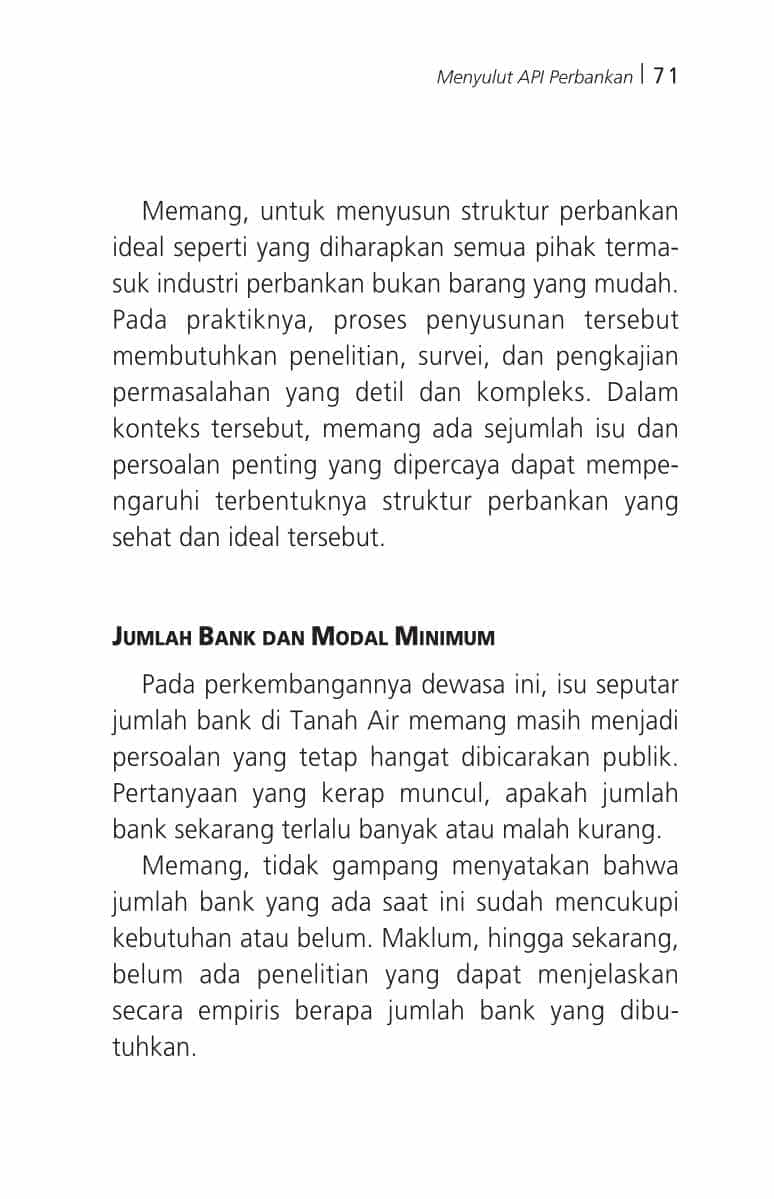 Menyulut API Perbankan | 71
Memang, untuk menyusun struktur perbankan
ideal seperti yang diharapkan semua pihak terma-
suk industri perbankan bukan barang yang mudah.
Pada praktiknya, proses penyusunan tersebut
membutuhkan penelitian, survei, dan pengkajian
permasalahan yang detil dan kompleks. Dalam
konteks tersebut, memang ada sejumlah isu dan
persoalan penting yang dipercaya dapat mempe-
ngaruhi terbentuknya struktur perbankan yang
sehat dan ideal tersebut.
JUMLAH BANK DAN MODAL MINIMUM
Pada perkembangannya dewasa ini, isu seputar
jumlah bank di Tanah Air memang masih menjadi
persoalan yang tetap hangat dibicarakan publik.
Pertanyaan yang kerap muncul, apakah jumlah
bank sekarang terlalu banyak atau malah kurang.
Memang, tidak gampang menyatakan bahwa
jumlah bank yang ada saat ini sudah mencukupi
kebutuhan atau belum. Maklum, hingga sekarang,
belum ada penelitian yang dapat menjelaskan
secara empiris berapa jumlah bank yang dibu-
tuhkan.